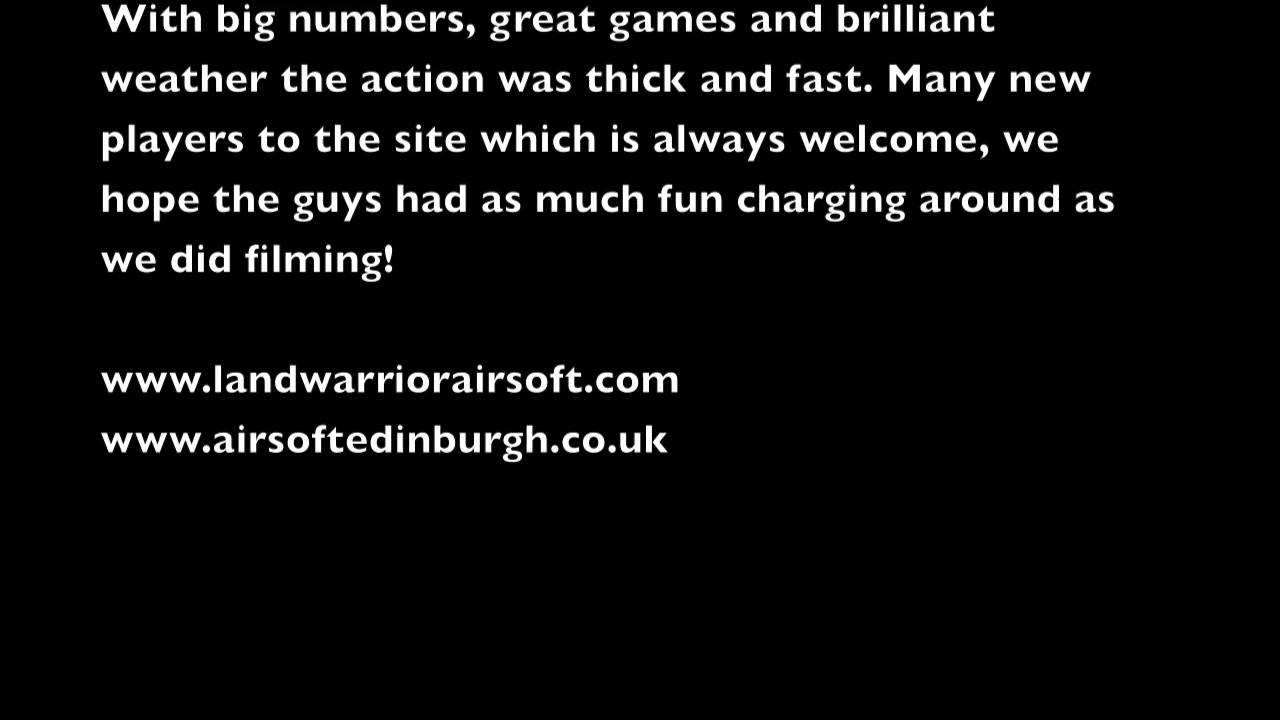 With big numbers, great games and brilliant
weather the action was thick and fast. Many new
players to the site which is always welcome, we
hope the guys had as much fun charging around as
we did filming!
www.landwarriorairsoft.com
www.airsoftedinburgh.co.uk